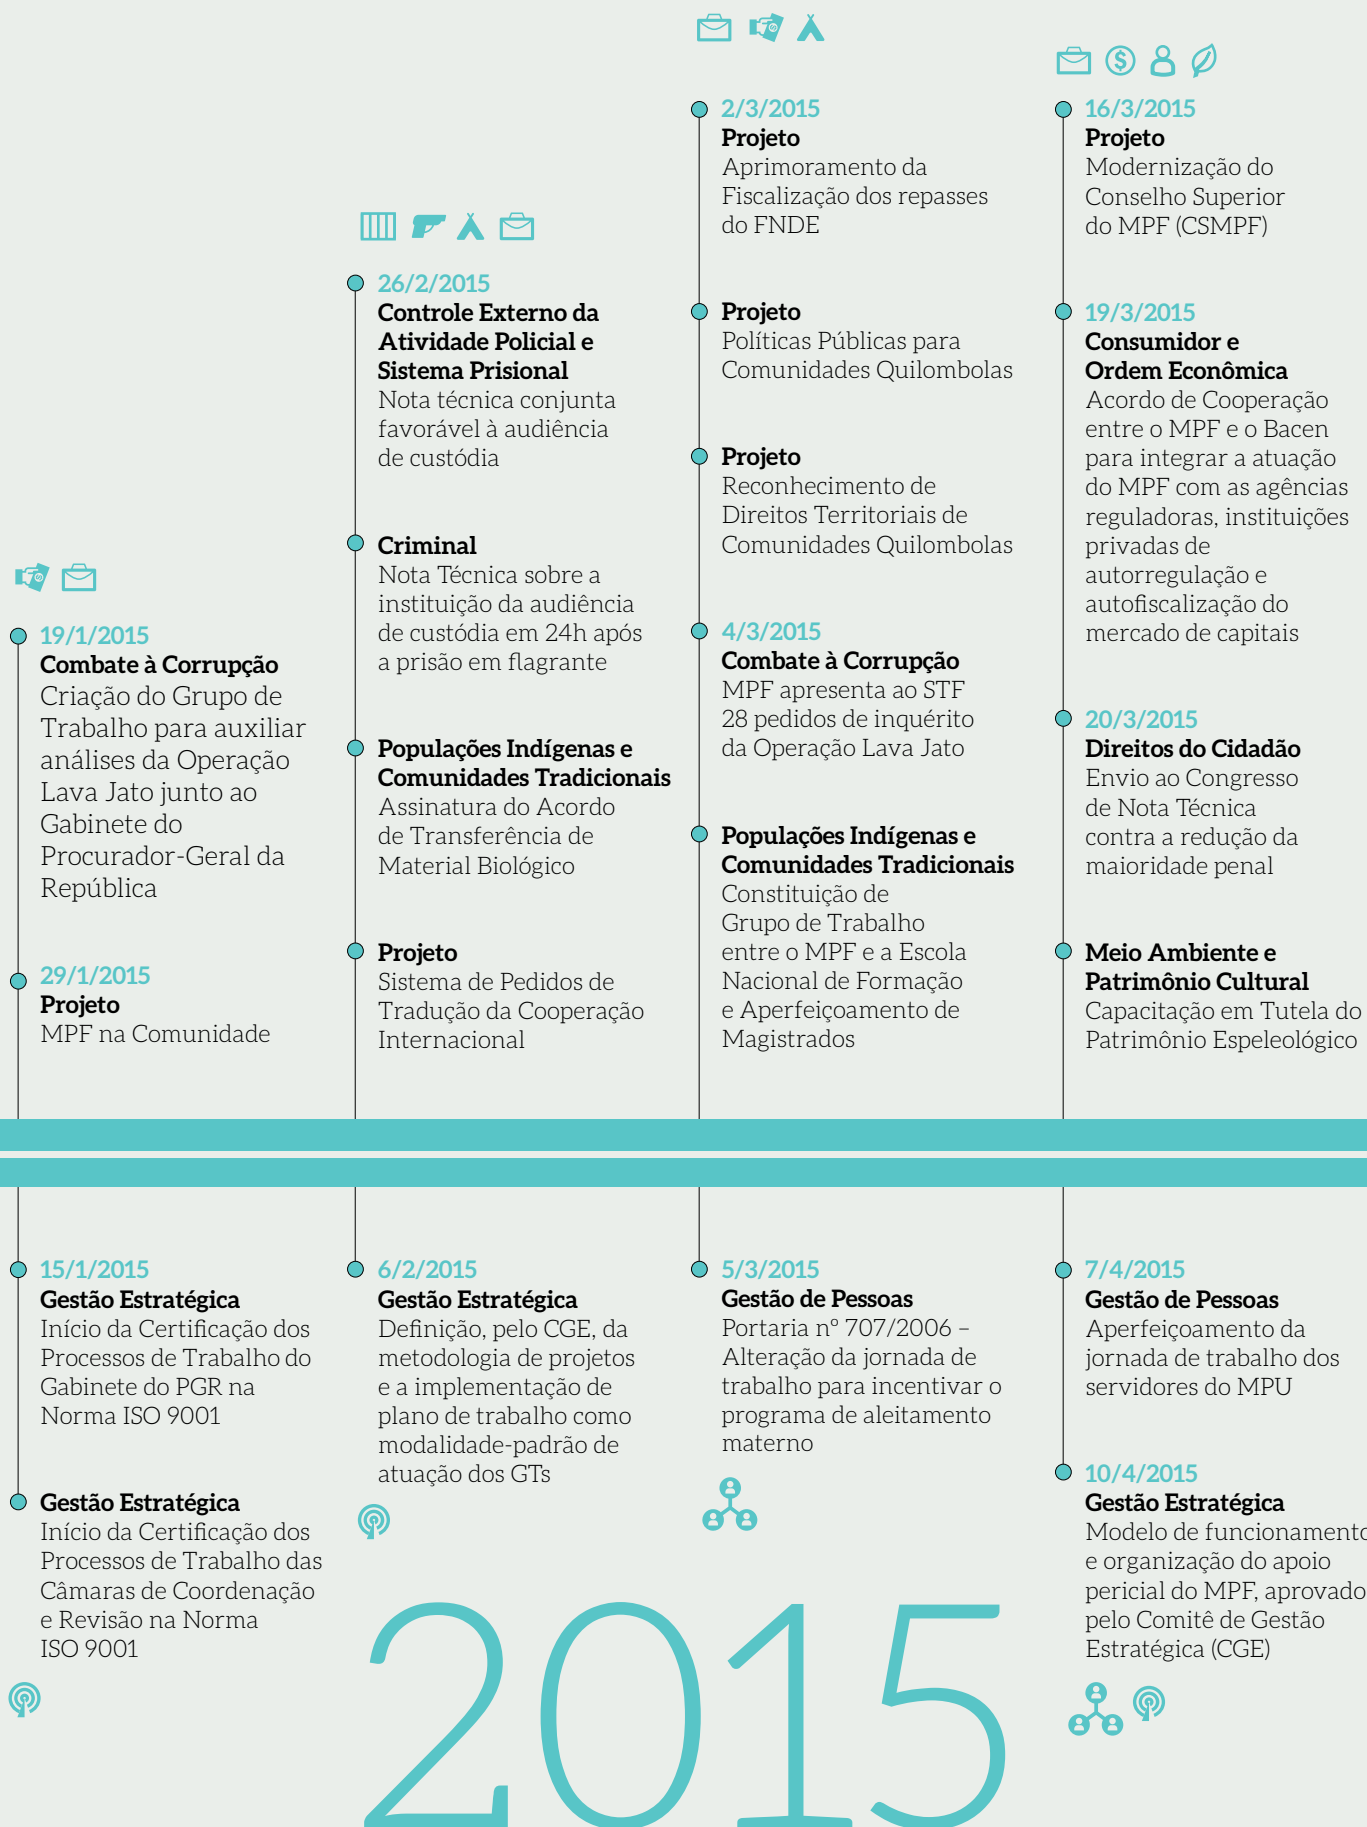 19/1/2015
Combate à Corrupção
Criação do Grupo de
Trabalho para auxiliar
análises da Operação
Lava Jato junto ao
Gabinete do
Procurador-Geral da
República
29/1/2015
Projeto
MPF na Comunidade
26/2/2015
Controle Externo da
Atividade Policial e
Sistema Prisional
Nota técnica conjunta
favorável à audiência
de custódia
Criminal
Nota Técnica sobre a
instituição da audiência
de custódia em 24h após
a prisão em flagrante
Populações Indígenas e
Comunidades Tradicionais
Assinatura do Acordo
de Transferência de
Material Biológico
Projeto
Sistema de Pedidos de
Tradução da Cooperação
Internacional
2/3/2015
Projeto
Aprimoramento da
Fiscalização dos repasses
do FNDE
Projeto
Políticas Públicas para
Comunidades Quilombolas
Projeto
Reconhecimento de
Direitos Territoriais de
Comunidades Quilombolas
4/3/2015
Combate à Corrupção
MPF apresenta ao STF
28 pedidos de inquérito
da Operação Lava Jato
Populações Indígenas e
Comunidades Tradicionais
Constituição de
Grupo de Trabalho
entre o MPF e a Escola
Nacional de Formação
e Aperfeiçoamento de
Magistrados
16/3/2015
Projeto
Modernização do
Conselho Superior
do MPF (CSMPF)
19/3/2015
Consumidor e
Ordem Econômica
Acordo de Cooperação
entre o MPF e o Bacen
para integrar a atuação
do MPF com as agências
reguladoras, instituições
privadas de
autorregulação e
autofiscalização do
mercado de capitais
20/3/2015
Direitos do Cidadão
Envio ao Congresso
de Nota Técnica
contra a redução da
maioridade penal
Meio Ambiente e
Patrimônio Cultural
Capacitação em Tutela do
Patrimônio Espeleológico
15/1/2015
Gestão Estratégica
Início da Certificação dos
Processos de Trabalho do
Gabinete do PGR na
Norma ISO 9001
Gestão Estratégica
Início da Certificação dos
Processos de Trabalho das
Câmaras de Coordenação
e Revisão na Norma
ISO 9001
6/2/2015
Gestão Estratégica
Definição, pelo CGE, da
metodologia de projetos
e a implementação de
plano de trabalho como
modalidade-padrão de
atuação dos GTs
5/3/2015
Gestão de Pessoas
Portaria nº 707/2006 –
Alteração da jornada de
trabalho para incentivar o
programa de aleitamento
materno
7/4/2015
Gestão de Pessoas
Aperfeiçoamento da
jornada de trabalho dos
servidores do MPU
10/4/2015
Gestão Estratégica
Modelo de funcionamento
e organização do apoio
pericial do MPF, aprovado
pelo Comitê de Gestão
Estratégica (CGE)
2015